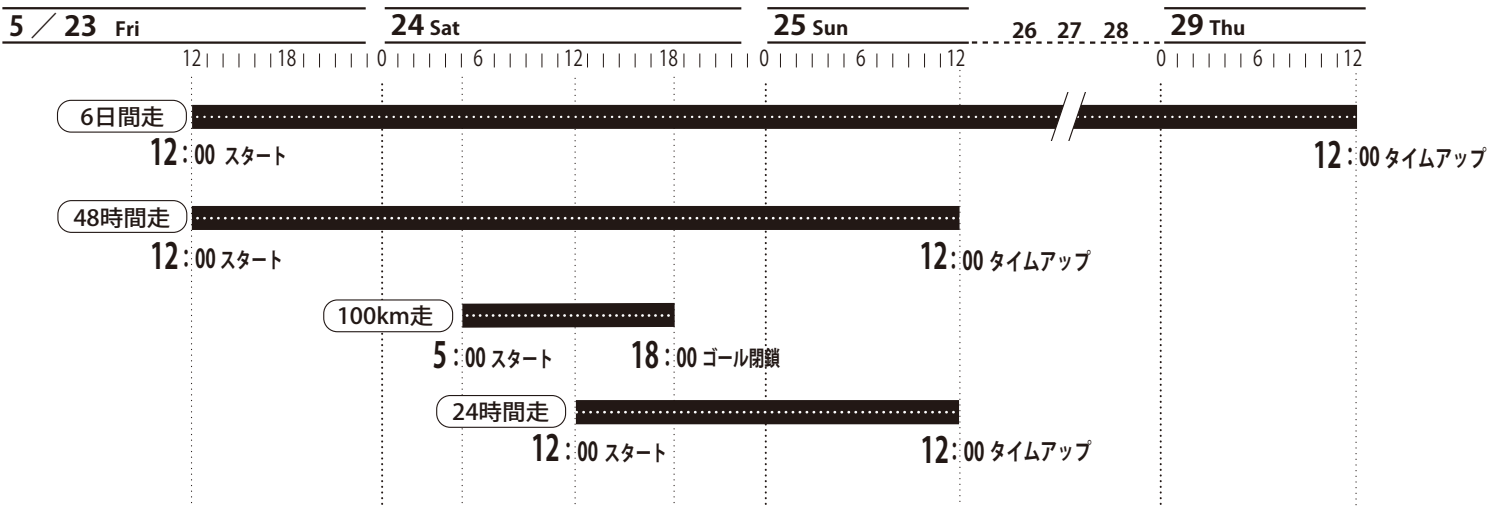 5 ／ 23 Fri 24 Sat 25 Sun 26 27 28 29 Thu
12 18 0 6 12 18 0 6 12 0 6 12
6日間走
12：00 スタート 12：00 タイムアップ
48時間走
12：00 スタート 12：00 タイムアップ
100km走
5：00 スタート 18：00 ゴール閉鎖
24時間走
12：00 スタート 12：00 タイムアップ